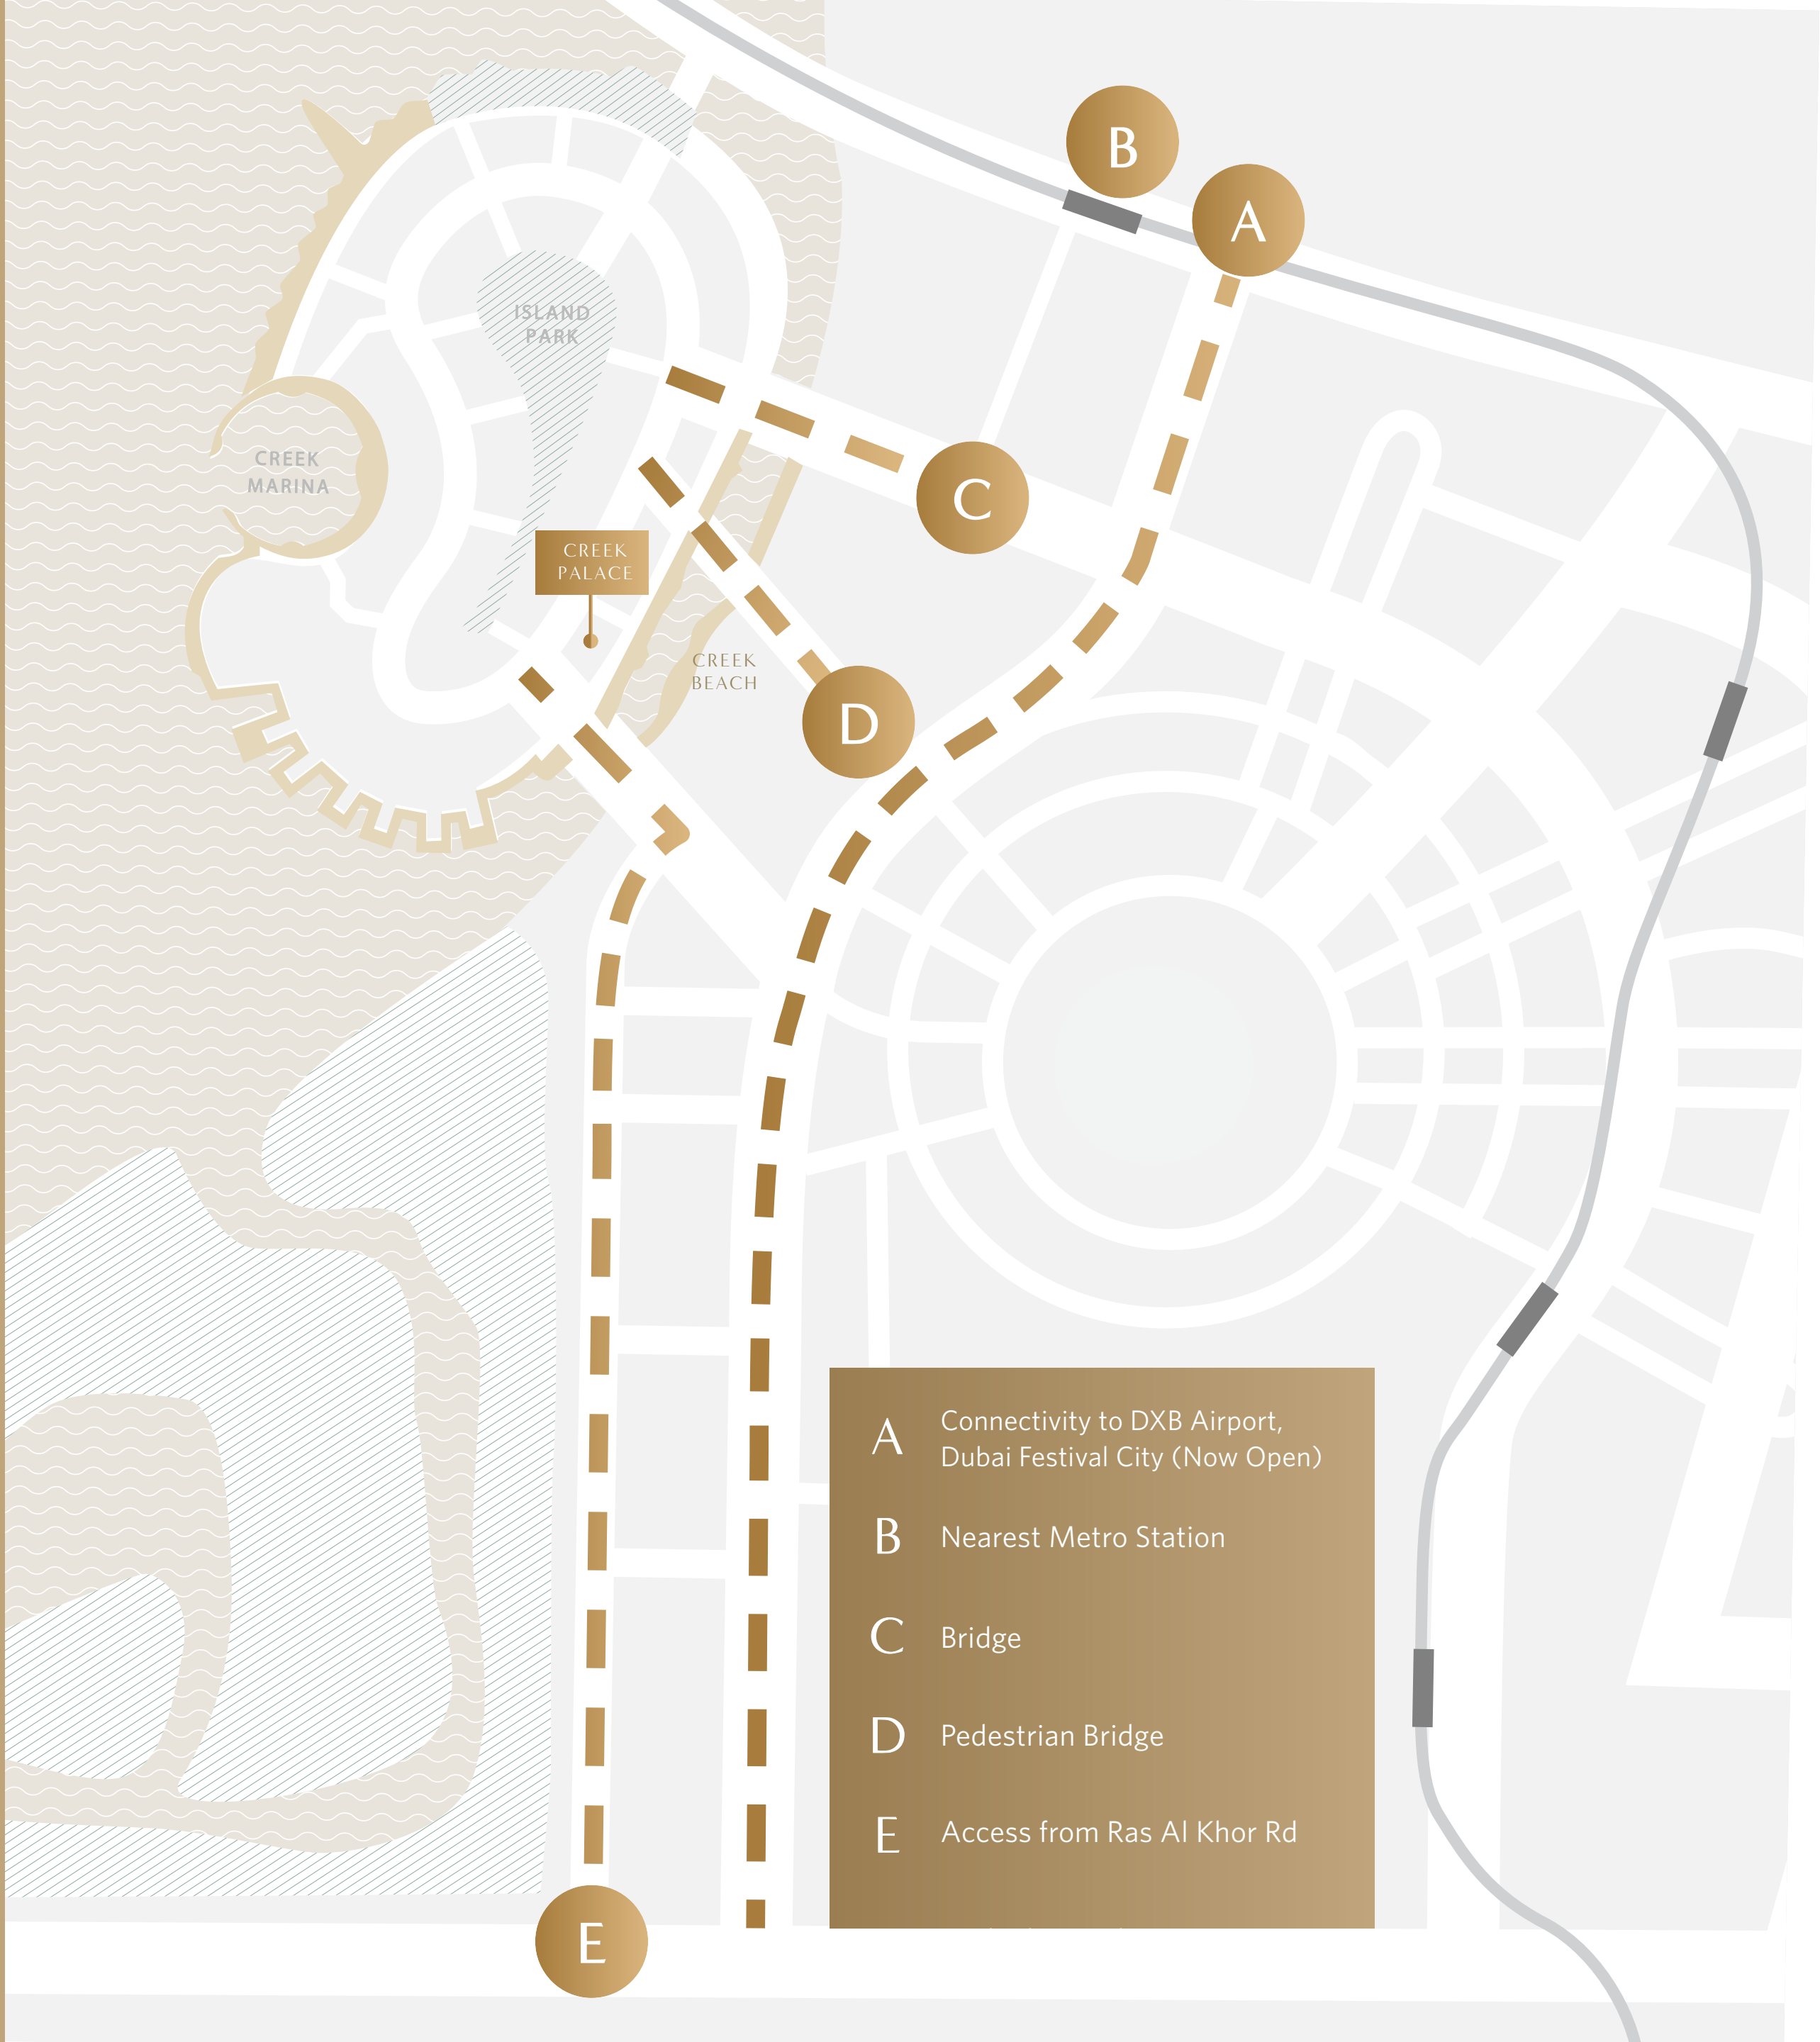 B
A
ISLAND
PARK
CREEK
MARINA
C
CREEK
PALACE
CREEK
BEACH
D
A Connectivity to DXB Airport,
Dubai Festival City (Now Open)
B Nearest Metro Station
C Bridge
D Pedestrian Bridge
E Access from Ras Al Khor Rd
E